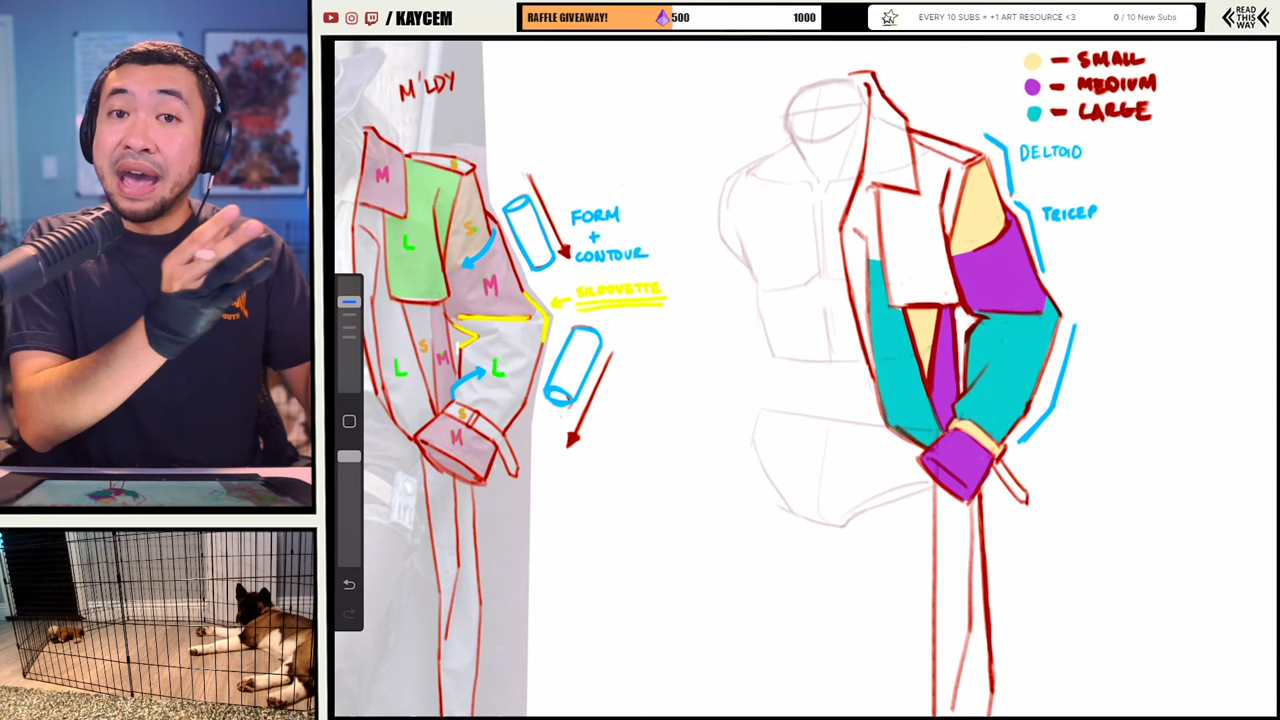 / KAYCEM
RAFFLE GIVEAWAY!
500
1000
EVERY 10 SUBS = +1 ART RESOURCE <3
0 / 10 New Subs
READ
THIS
WAY
M'LDY
SMALL
MEDIUM
LARGE
DELTOID
TRICEP
FORM
+
CONTOUR
SILHOUETTE
M
S
L
S
M
S
M
L
L
S
M